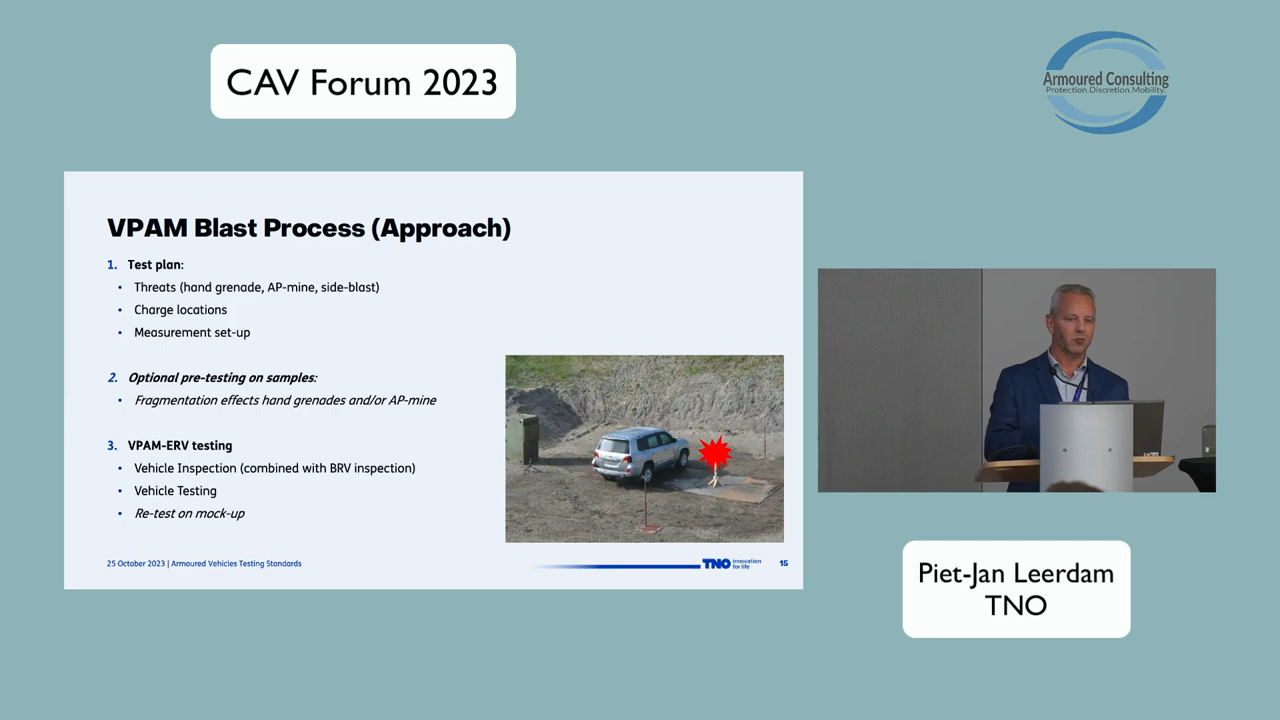 CAV Forum 2023
Armoured Consulting
Protection.Discretion.Mobility
VPAM Blast Process (Approach)
1. Test plan:
• Threats (hand grenade, AP-mine, side-blast)
• Charge locations
• Measurement set-up
2. Optional pre-testing on samples:
• Fragmentation effects hand grenades and/or AP-mine
3. VPAM-ERV testing
• Vehicle Inspection (combined with BRV inspection)
• Vehicle Testing
• Re-test on mock-up
25 October 2023 | Armoured Vehicles Testing Standards
TNO innovation
for life
15
Piet-Jan Leerdam
TNO